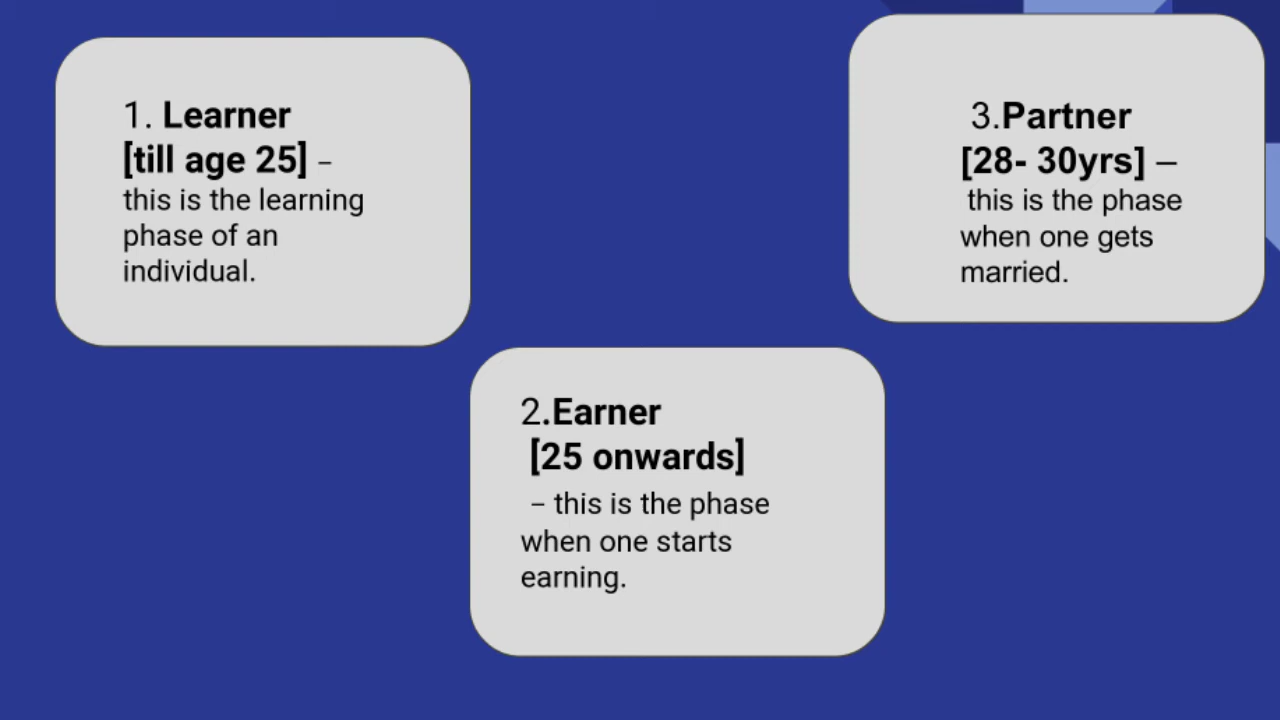 1. Learner
[till age 25] –
this is the learning
phase of an
individual.
2.Earner
[25 onwards]
– this is the phase
when one starts
earning.
3.Partner
[28- 30yrs] –
this is the phase
when one gets
married.